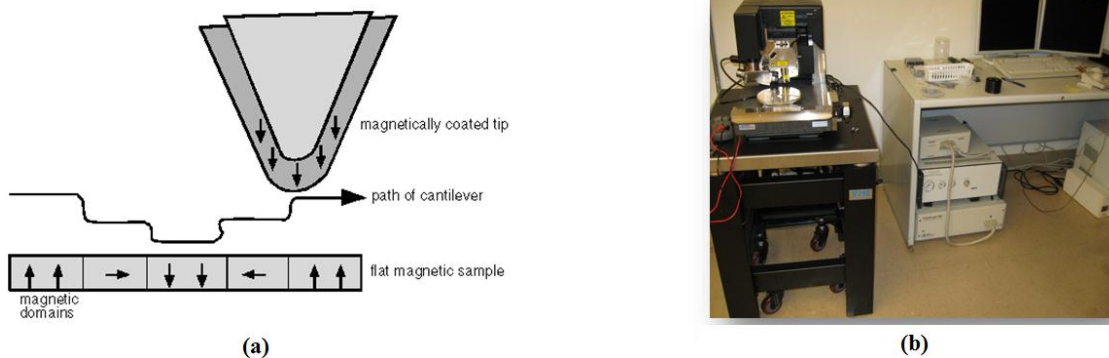 magnetically coated tip
path of cantilever
flat magnetic sample
magnetic
domains
(a)
(b)